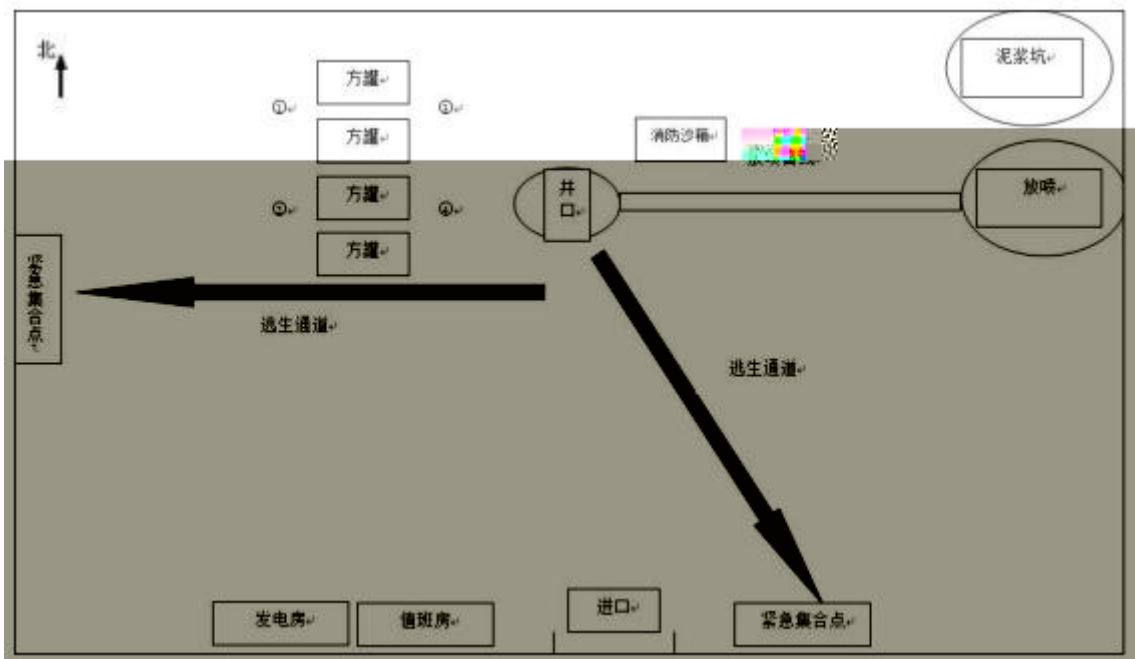 北
方罐
泥浆坑
①
③
方罐
消防沙箱
方罐
井
口
放喷
②
④
方罐
紧急集合点
逃生通道
逃生通道
发电房
值班房
进口
紧急集合点